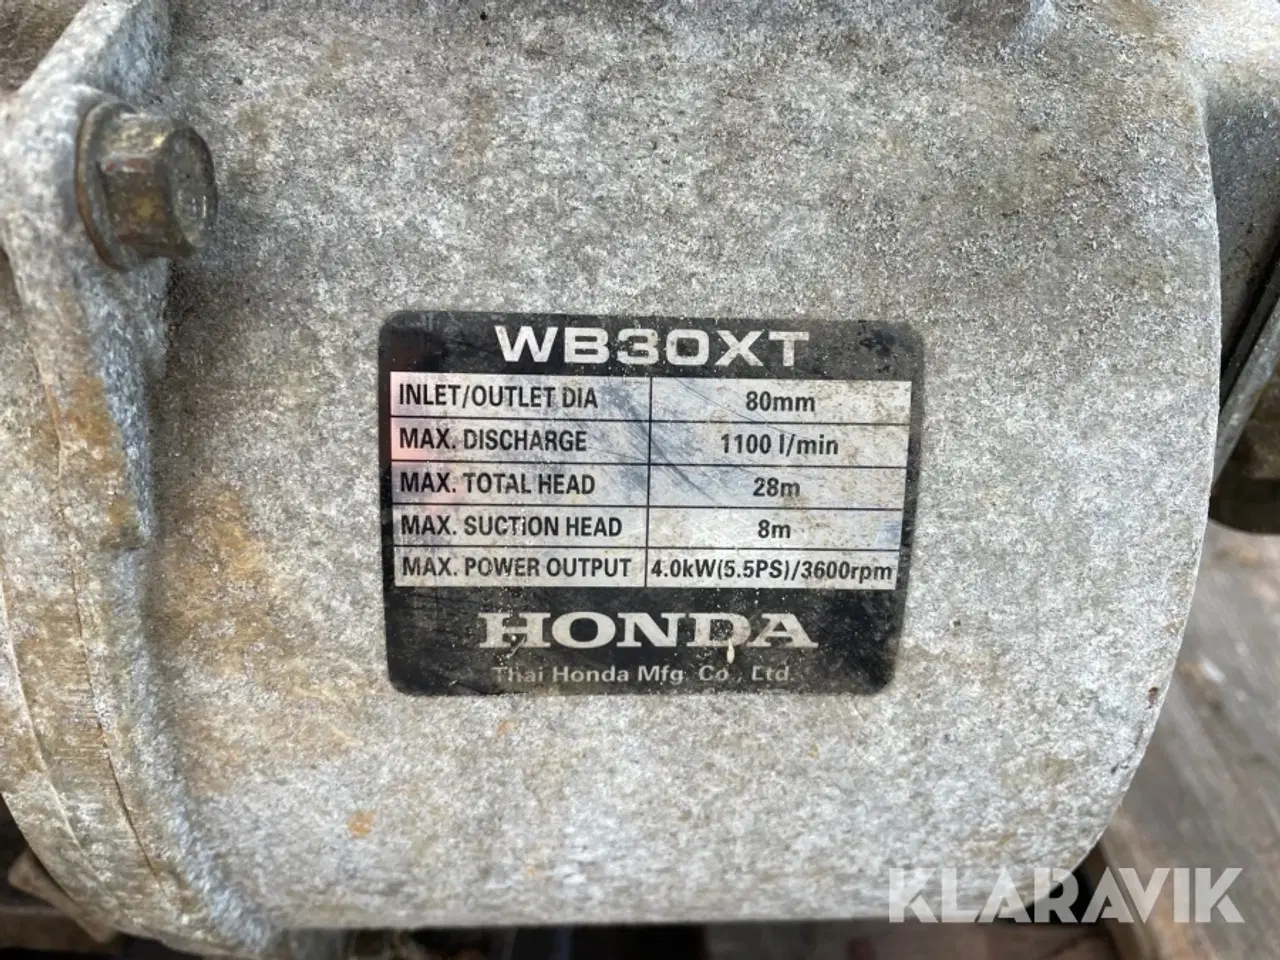 WB30XT
INLET/OUTLET DIA 80mm
MAX. DISCHARGE 1100 l/min
MAX. TOTAL HEAD 28m
MAX. SUCTION HEAD 8m
MAX. POWER OUTPUT 4.0kW(5.5PS)/3600rpm
HONDA
Thai Honda Mfg. Co., Ltd.
KLARAVIK